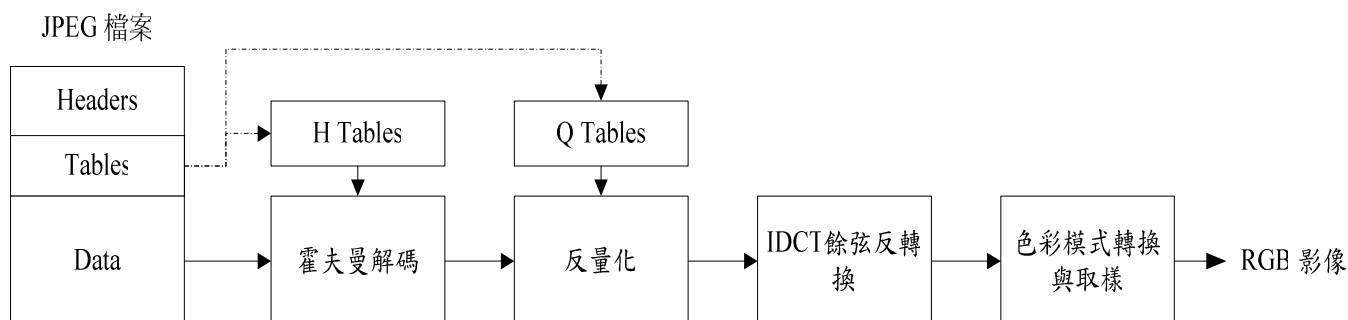 JPEG 檔案
Headers
Tables
Data
H Tables
Q Tables
霍夫曼解碼
反量化
IDCT餘弦反轉
換
色彩模式轉換
與取樣
RGB 影像